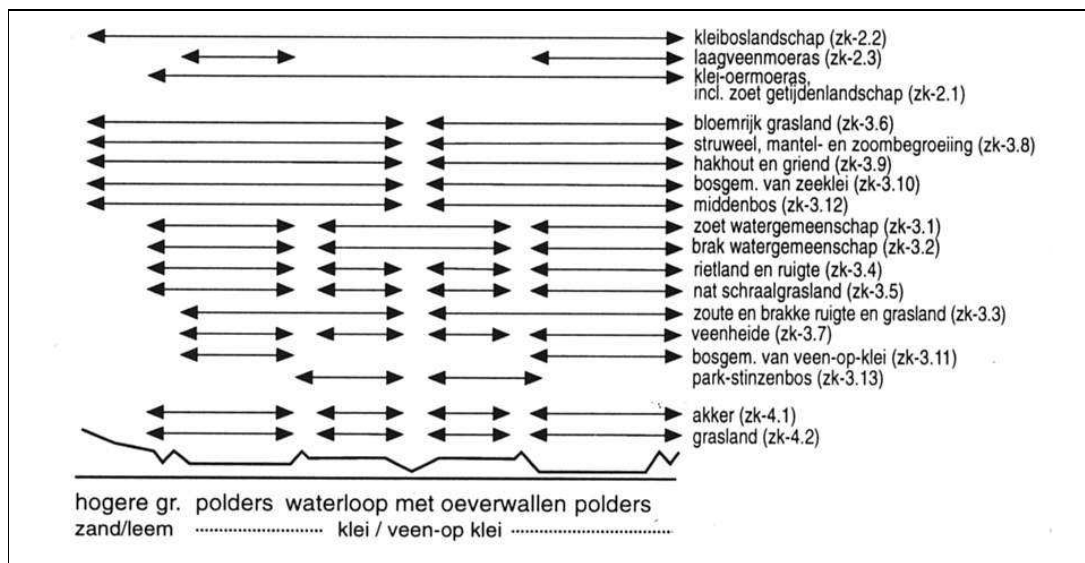 kleiboslandschap (zk-2.2)
laagveenmoeras (zk-2.3)
klei-oermoeras,
incl. zoet getijdenlandschap (zk-2.1)
bloemrijk grasland (zk-3.6)
struweel, mantel- en zoombegroeiing (zk-3.8)
hakhout en griend (zk-3.9)
bosgem. van zeeklei (zk-3.10)
middenbos (zk-3.12)
zoet watergemeenschap (zk-3.1)
brak watergemeenschap (zk-3.2)
rietland en ruigte (zk-3.4)
nat schraalgrasland (zk-3.5)
zoute en brakke ruigte en grasland (zk-3.3)
veenheide (zk-3.7)
bosgem. van veen-op-klei (zk-3.11)
park-stinzenbos (zk-3.13)
akker (zk-4.1)
grasland (zk-4.2)
hogere gr. polders waterloop met oeverwallen polders
zand/leem ................... klei / veen-op klei .........................